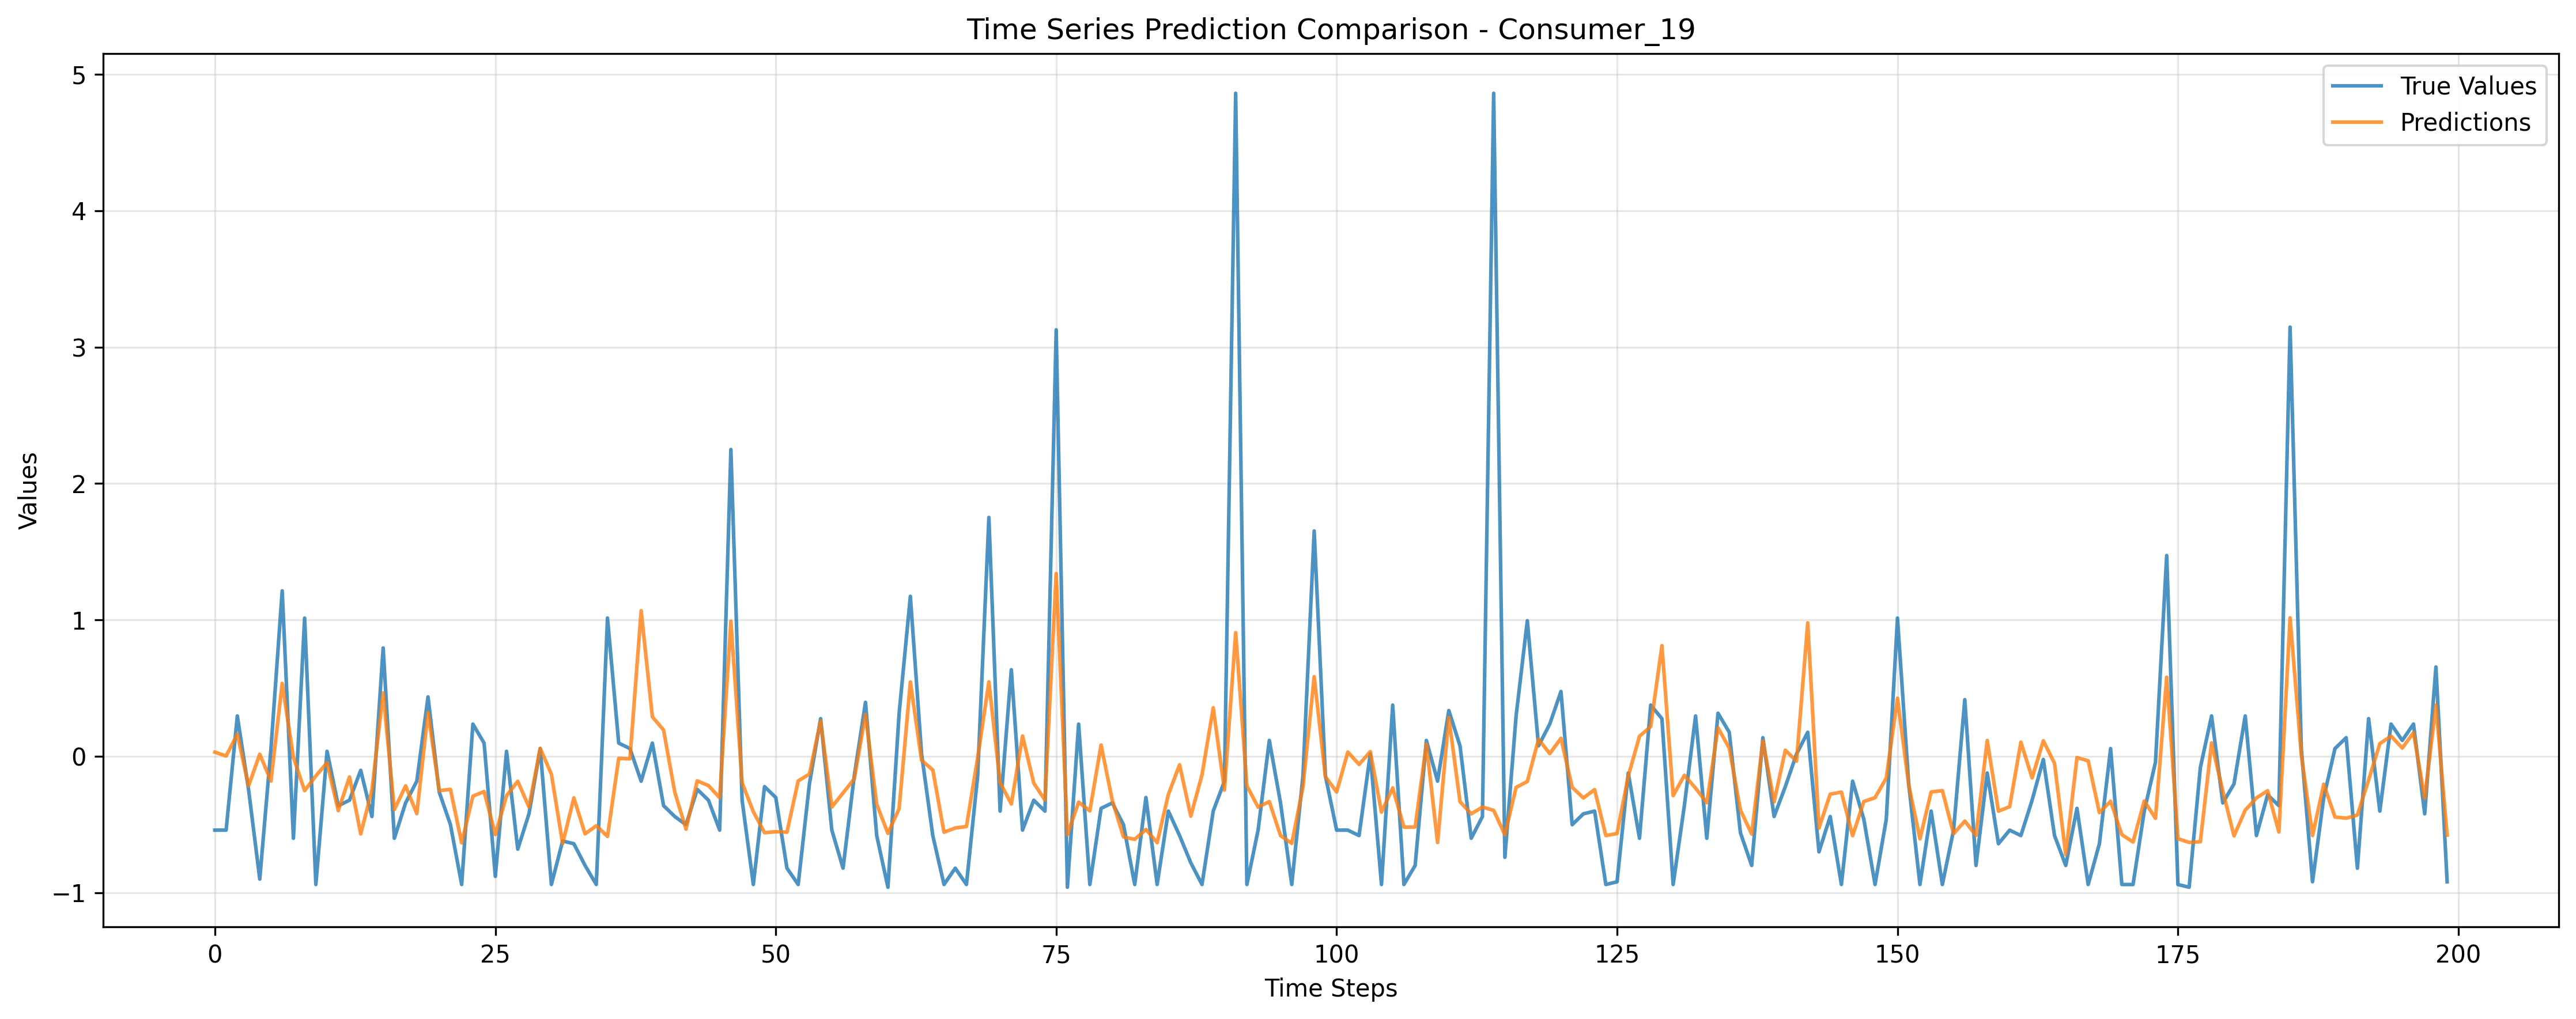 Time Series Prediction Comparison - Consumer_19
True Values
Predictions
5
4
3
2
1
0
−1
Values
0 25 50 75 100 125 150 175 200
Time Steps